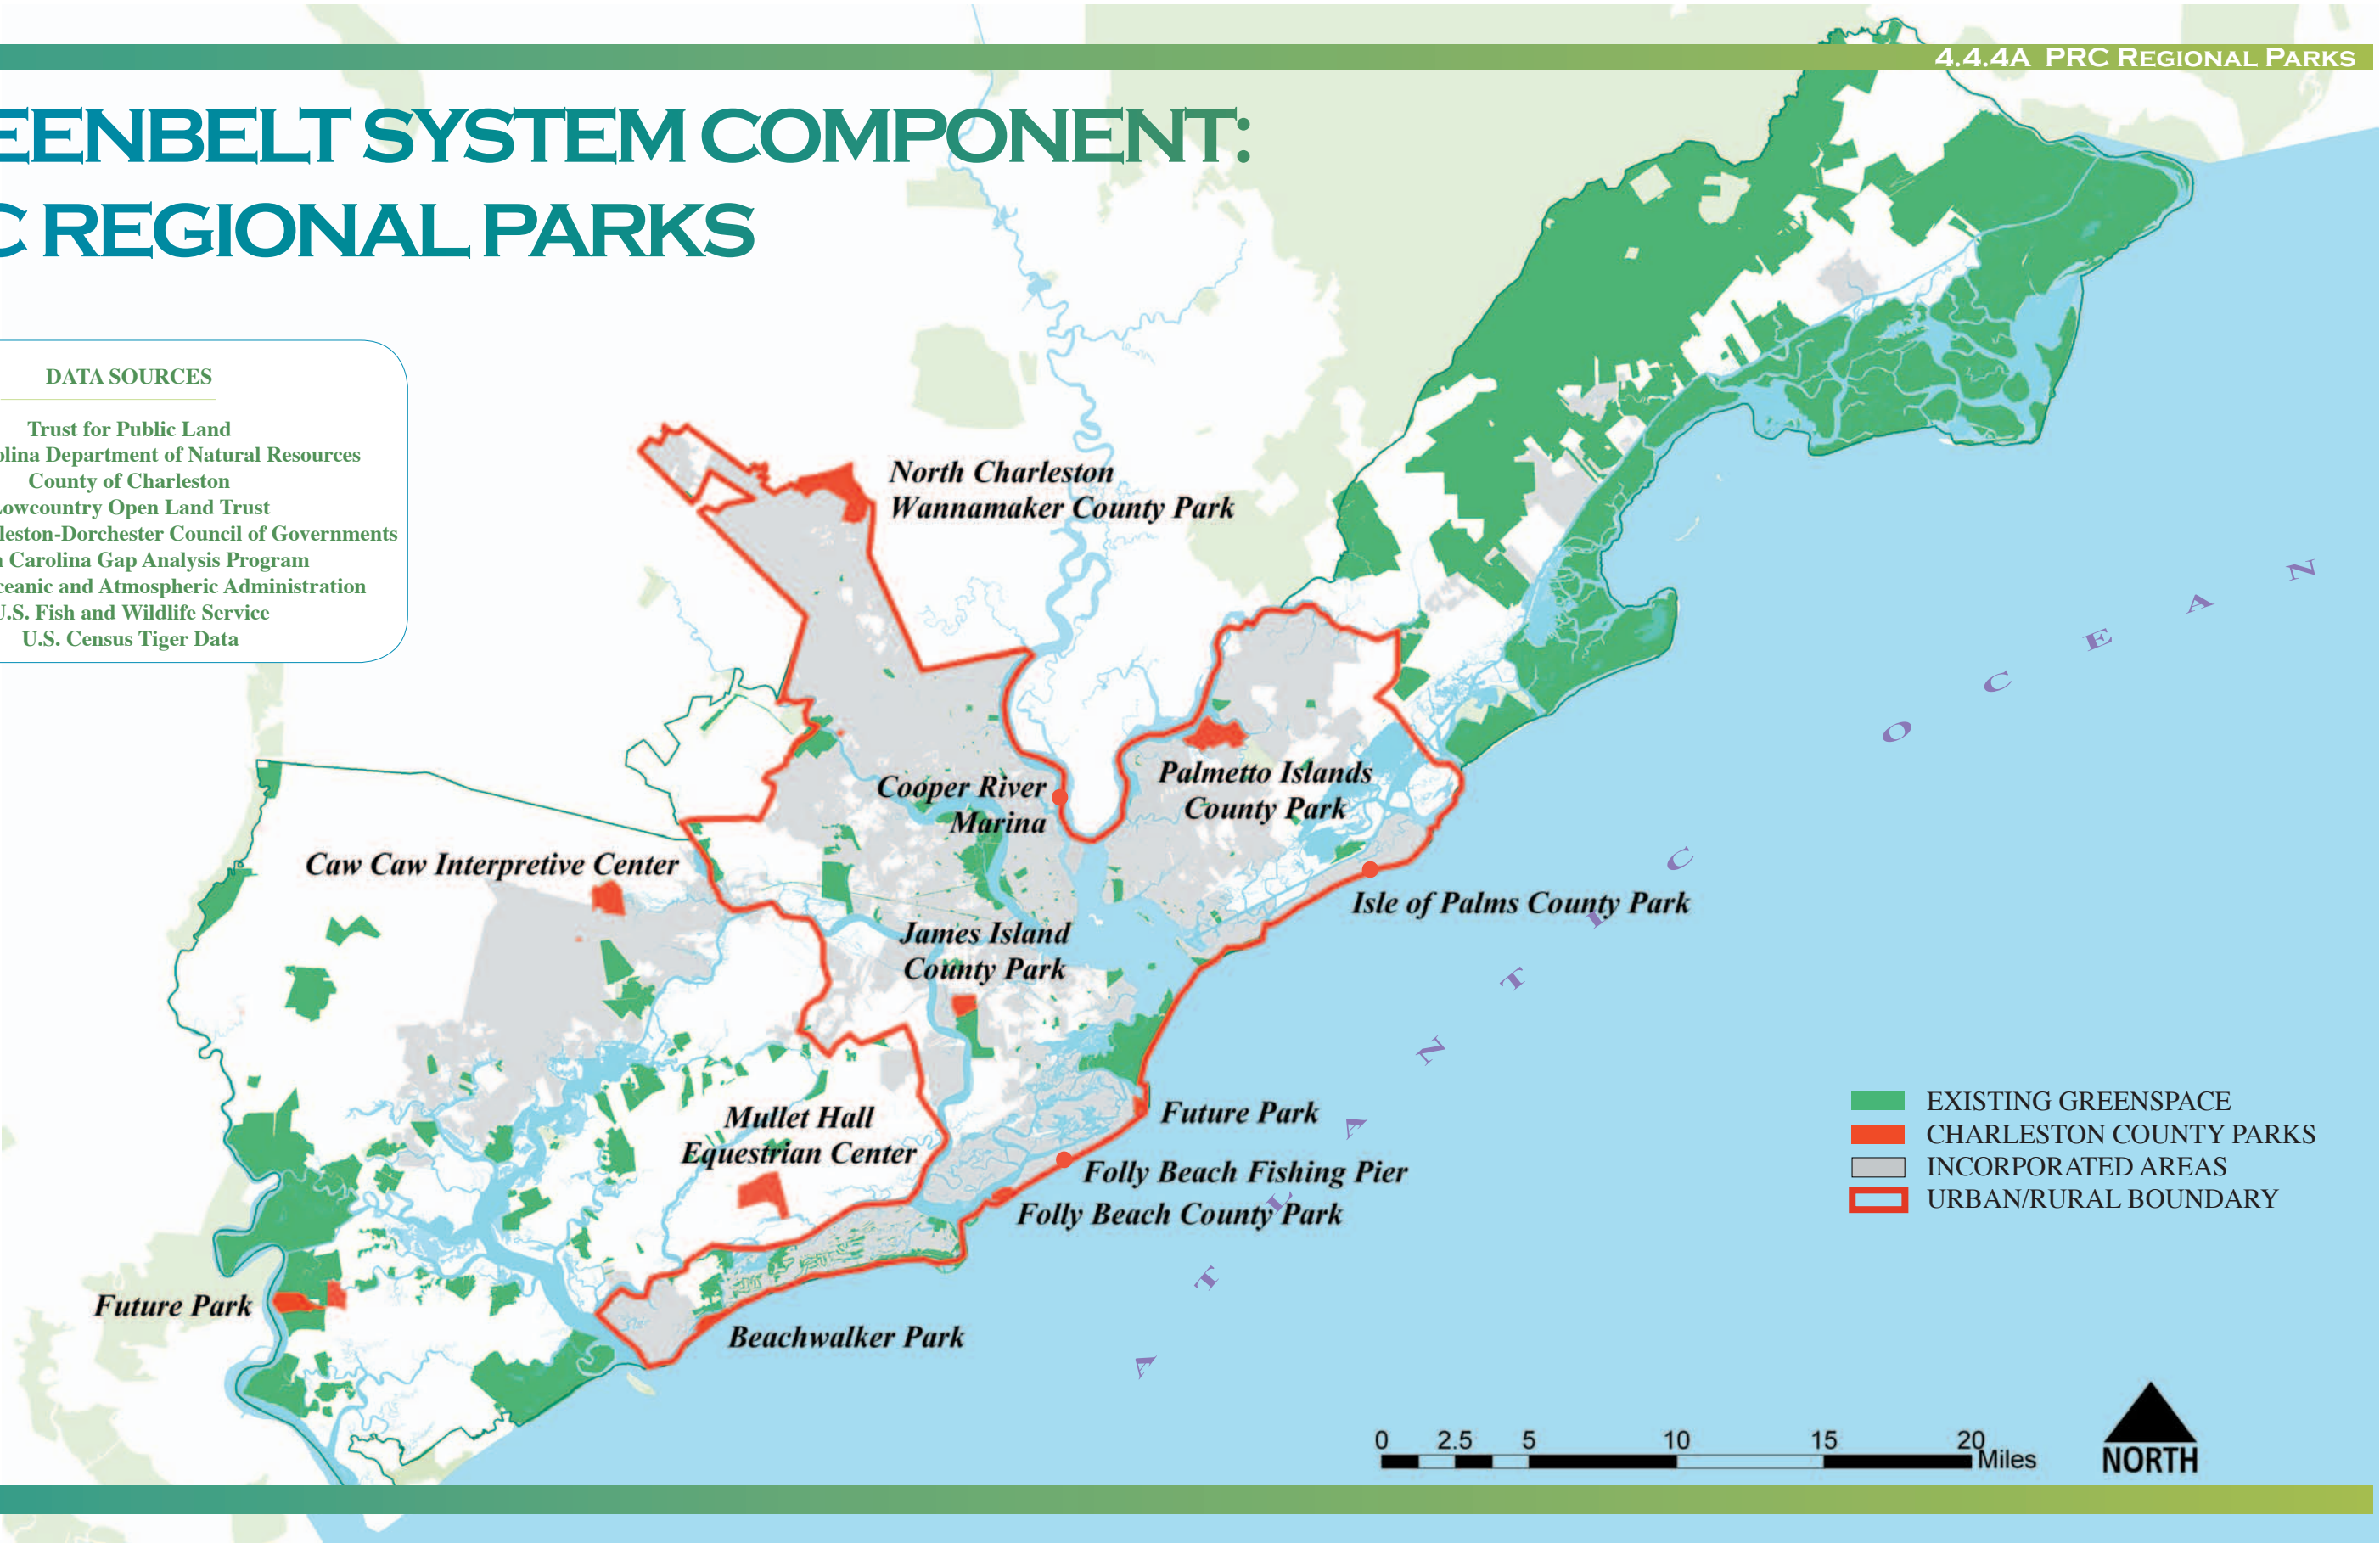 4.4.4A PRC REGIONAL PARKS
EENBELT SYSTEM COMPONENT:
C REGIONAL PARKS
DATA SOURCES
Trust for Public Land
olina Department of Natural Resources
County of Charleston
Lowcountry Open Land Trust
leston-Dorchester Council of Governments
Carolina Gap Analysis Program
ceanic and Atmospheric Administration
U.S. Fish and Wildlife Service
U.S. Census Tiger Data
North Charleston
Wannamaker County Park
Cooper River
Marina
Palmetto Islands
County Park
Caw Caw Interpretive Center
Isle of Palms County Park
James Island
County Park
Mullet Hall
Equestrian Center
Future Park
Folly Beach Fishing Pier
Folly Beach County Park
Future Park
Beachwalker Park
ATLANTIC OCEAN
EXISTING GREENSPACE
CHARLESTON COUNTY PARKS
INCORPORATED AREAS
URBAN/RURAL BOUNDARY
0 2.5 5 10 15 20 Miles
NORTH